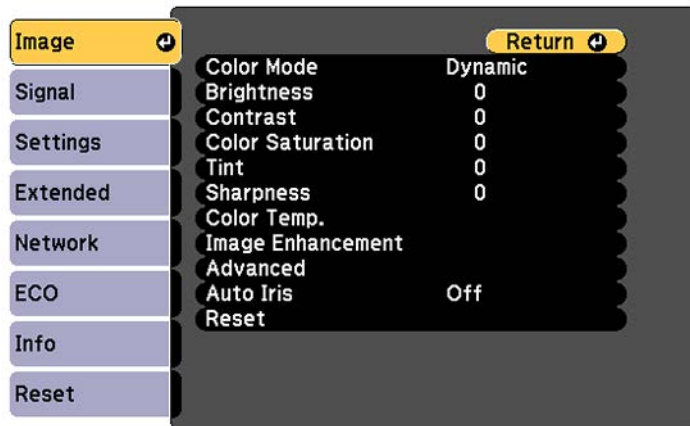 Image
Signal
Settings
Extended
Network
ECO
Info
Reset
Return
Color Mode Dynamic
Brightness 0
Contrast 0
Color Saturation 0
Tint 0
Sharpness 0
Color Temp.
Image Enhancement
Advanced
Auto Iris Off
Reset